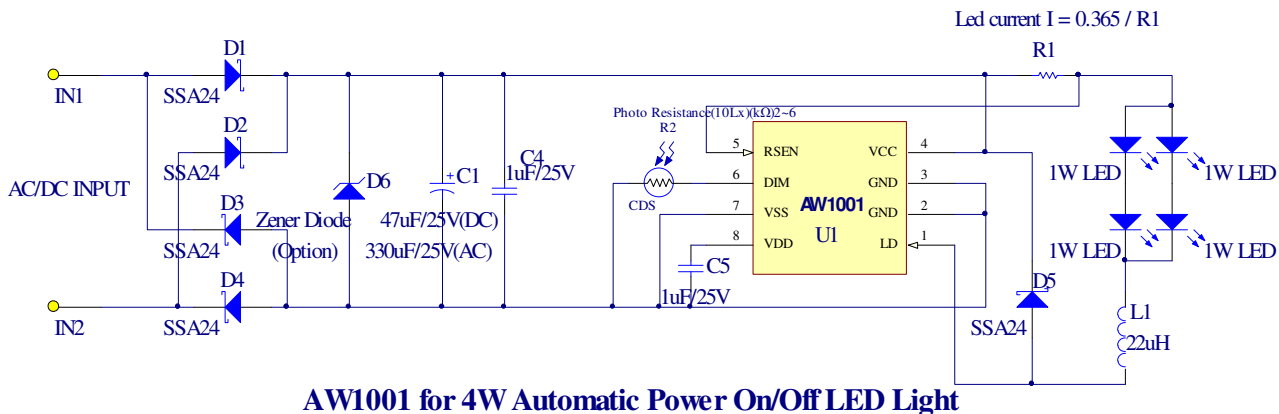 Led current I = 0.365 / R1
D1
R1
IN1
SSA24
Photo Resistance(10Lx)(kΩ)2~6
R2
D2
C4
1uF/25V
5
RSEN
VCC
4
SSA24
AC/DC INPUT
D6
C1
6
DIM
GND
3
1W LED
1W LED
CDS
AW1001
D3
Zener Diode
(Option)
47uF/25V(DC)
330uF/25V(AC)
7
VSS
GND
2
U1
SSA24
8
VDD
LD
1
1W LED
1W LED
D4
C5
1uF/25V
D5
IN2
SSA24
SSA24
L1
22uH
AW1001 for 4W Automatic Power On/Off LED Light